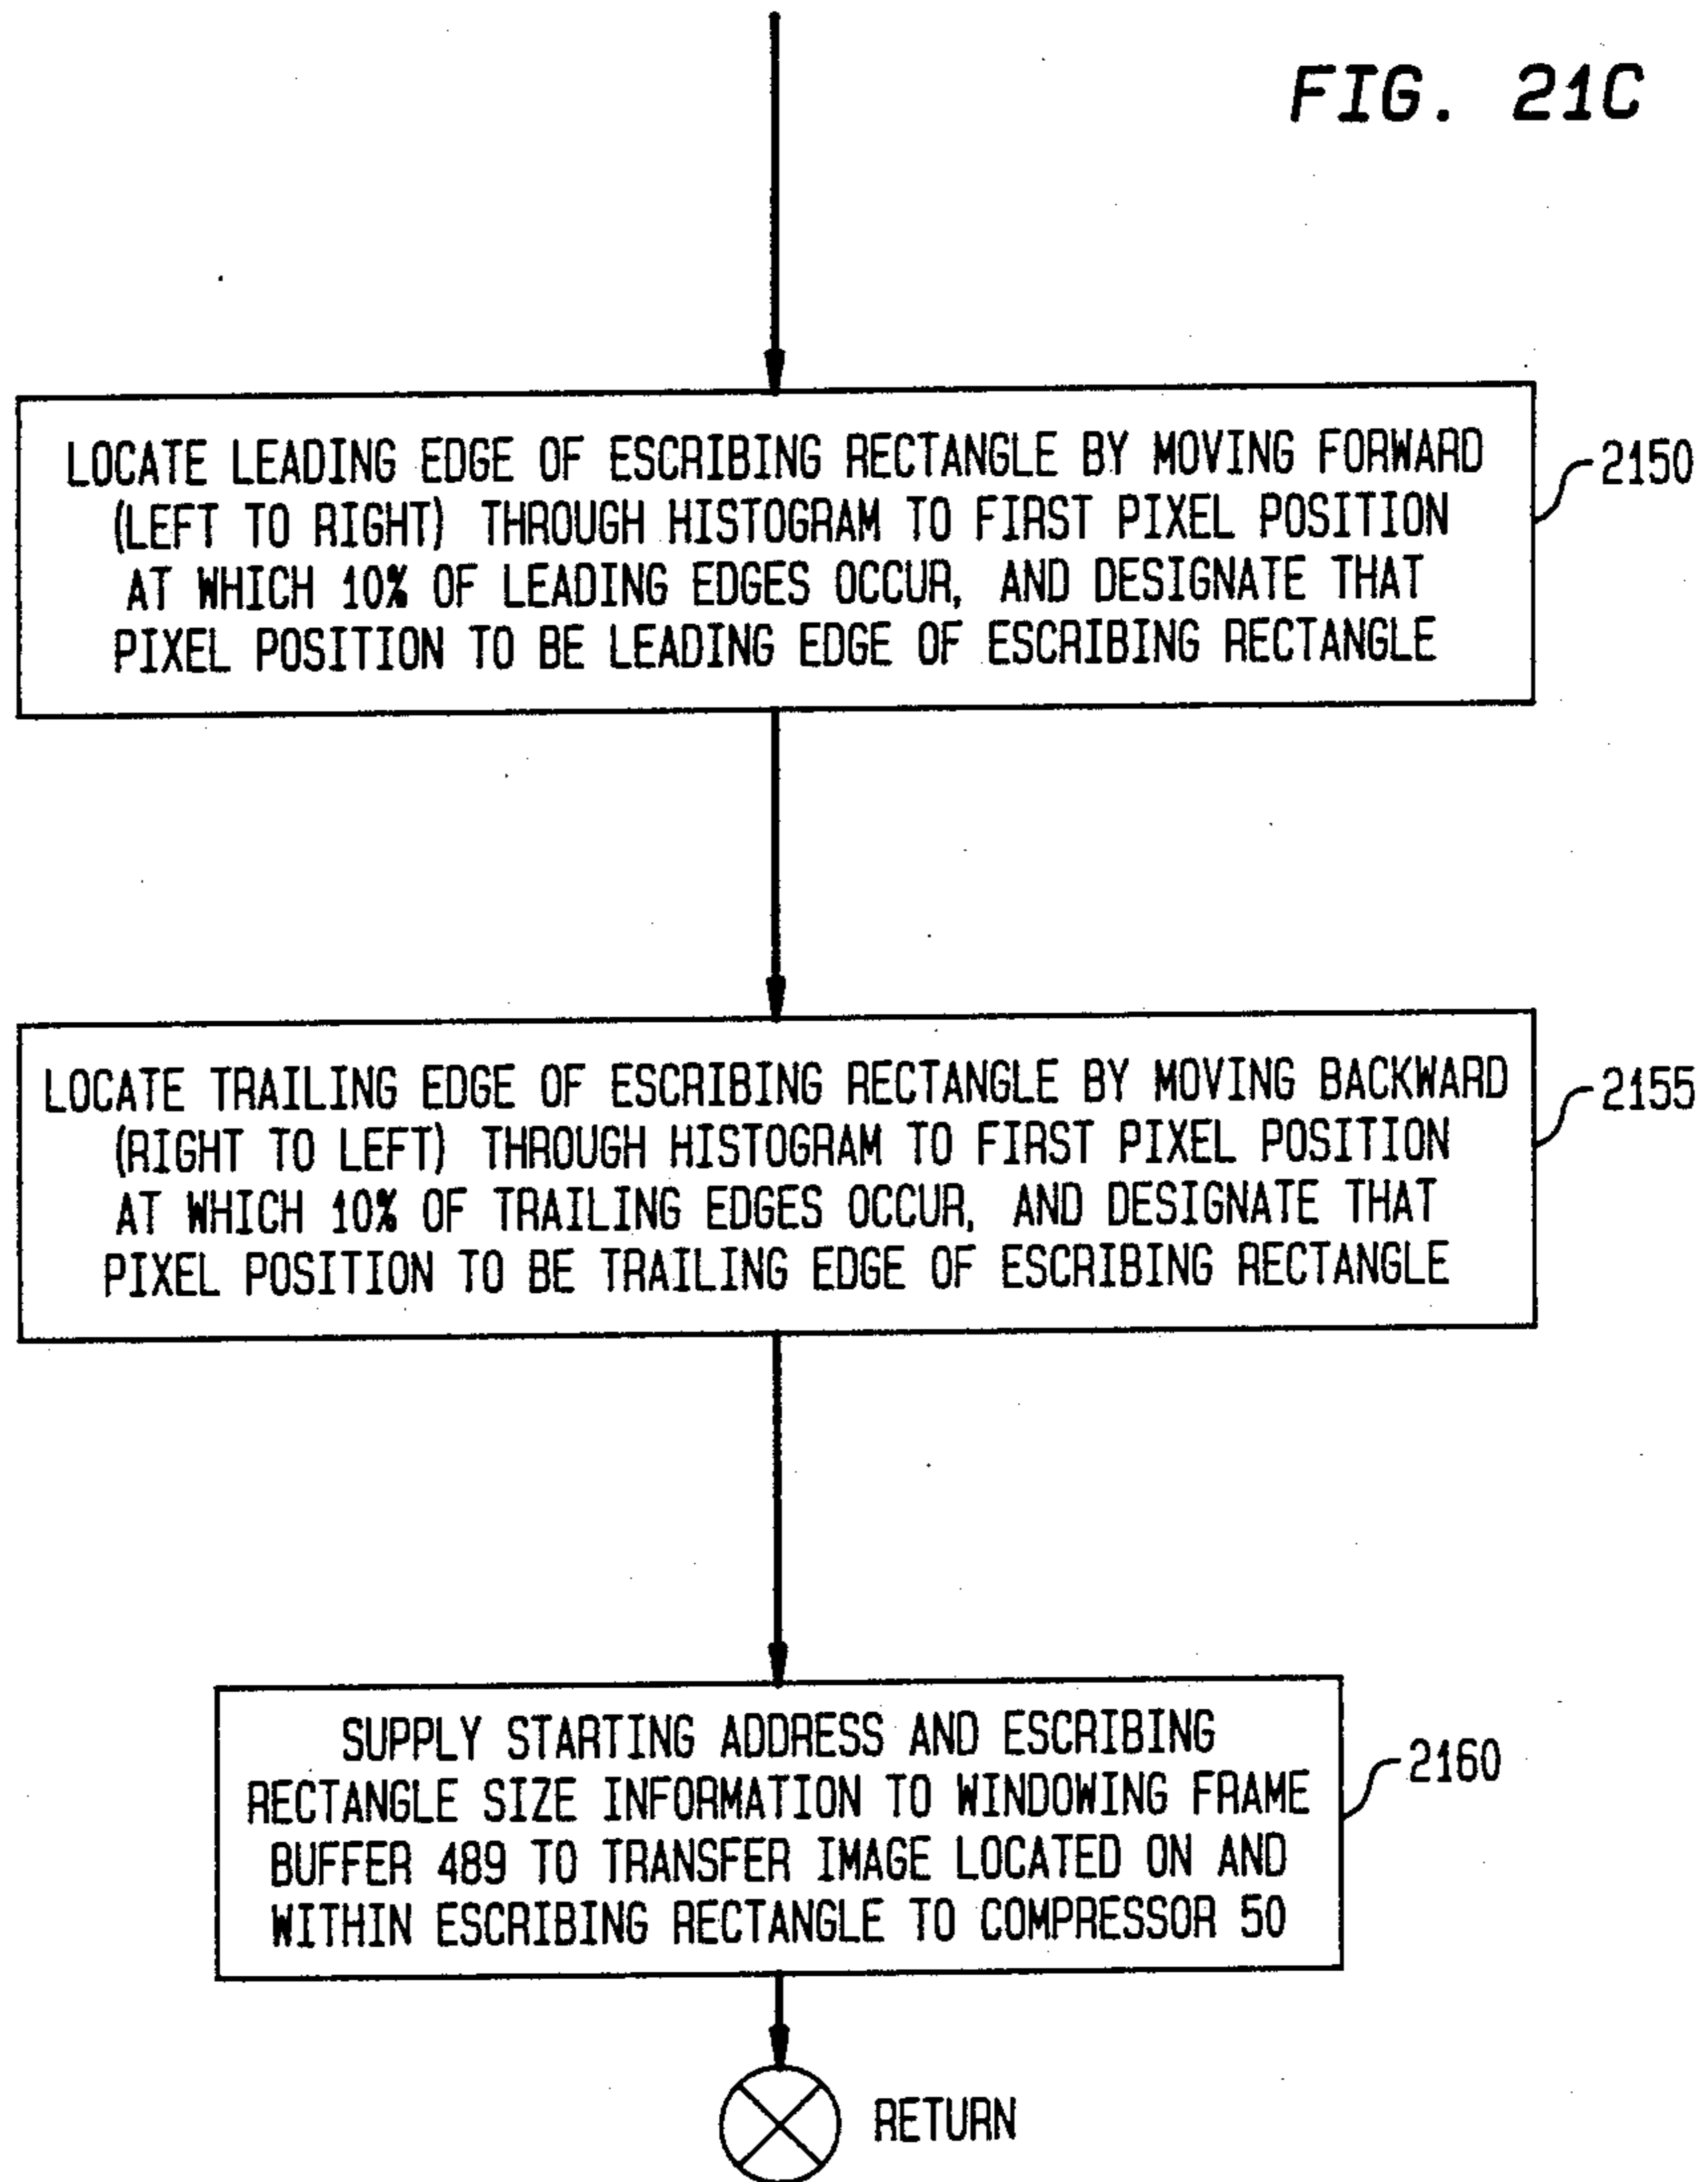 FIG. 21C
LOCATE LEADING EDGE OF ESCRIBING RECTANGLE BY MOVING FORWARD
(LEFT TO RIGHT) THROUGH HISTOGRAM TO FIRST PIXEL POSITION
AT WHICH 10% OF LEADING EDGES OCCUR, AND DESIGNATE THAT
PIXEL POSITION TO BE LEADING EDGE OF ESCRIBING RECTANGLE
2150
LOCATE TRAILING EDGE OF ESCRIBING RECTANGLE BY MOVING BACKWARD
(RIGHT TO LEFT) THROUGH HISTOGRAM TO FIRST PIXEL POSITION
AT WHICH 10% OF TRAILING EDGES OCCUR, AND DESIGNATE THAT
PIXEL POSITION TO BE TRAILING EDGE OF ESCRIBING RECTANGLE
2155
SUPPLY STARTING ADDRESS AND ESCRIBING
RECTANGLE SIZE INFORMATION TO WINDOWING FRAME
BUFFER 489 TO TRANSFER IMAGE LOCATED ON AND
WITHIN ESCRIBING RECTANGLE TO COMPRESSOR 50
2160
RETURN